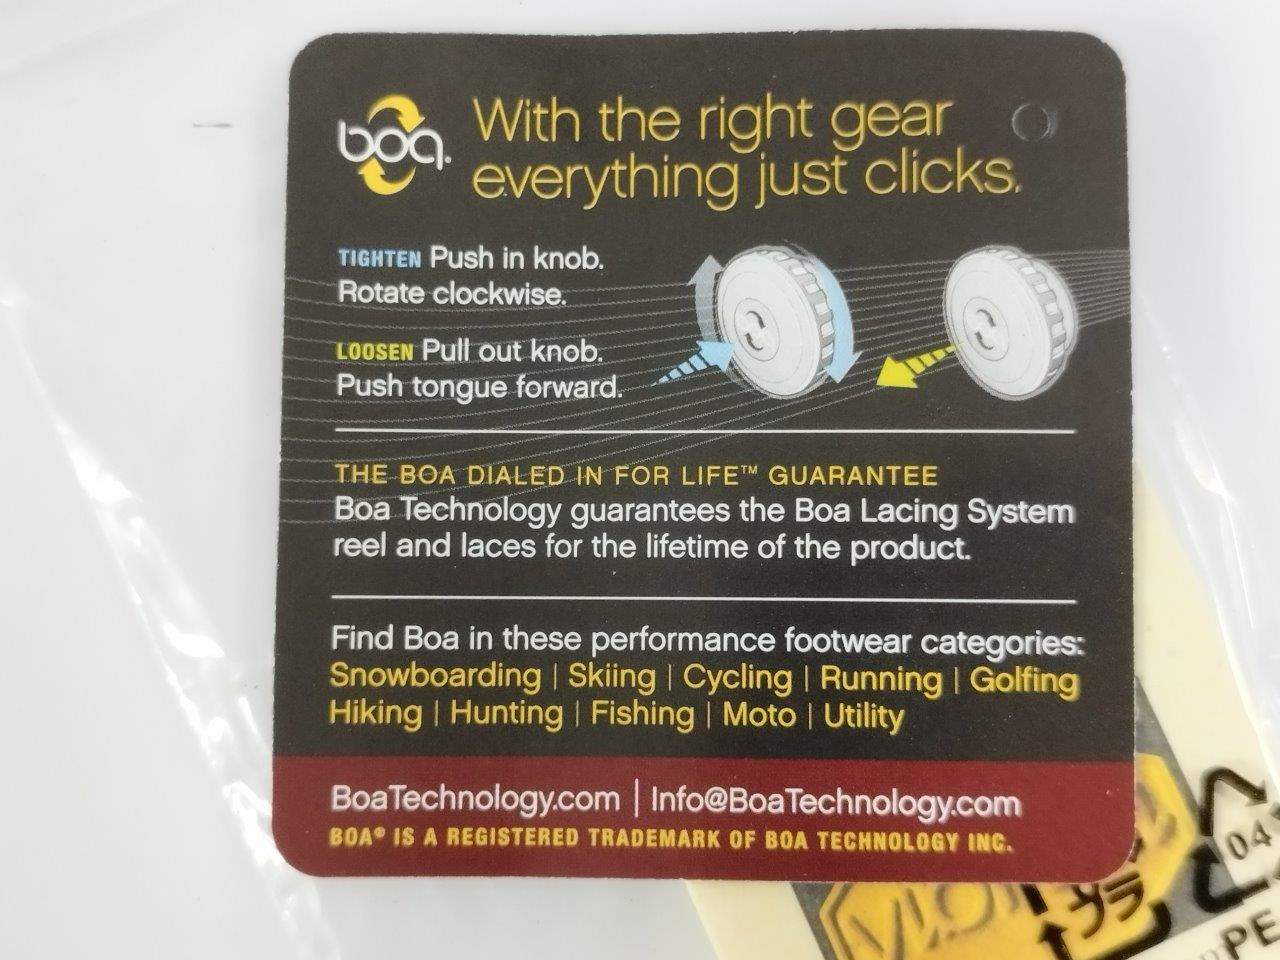 boa.
With the right gear
everything just clicks.
TIGHTEN Push in knob.
Rotate clockwise.
LOOSEN Pull out knob.
Push tongue forward.
THE BOA DIALED IN FOR LIFE™ GUARANTEE
Boa Technology guarantees the Boa Lacing System
reel and laces for the lifetime of the product.
Find Boa in these performance footwear categories:
Snowboarding | Skiing | Cycling | Running | Golfing
Hiking | Hunting | Fishing | Moto | Utility
BoaTechnology.com | Info@BoaTechnology.com
BOA® IS A REGISTERED TRADEMARK OF BOA TECHNOLOGY INC.
04
プラ